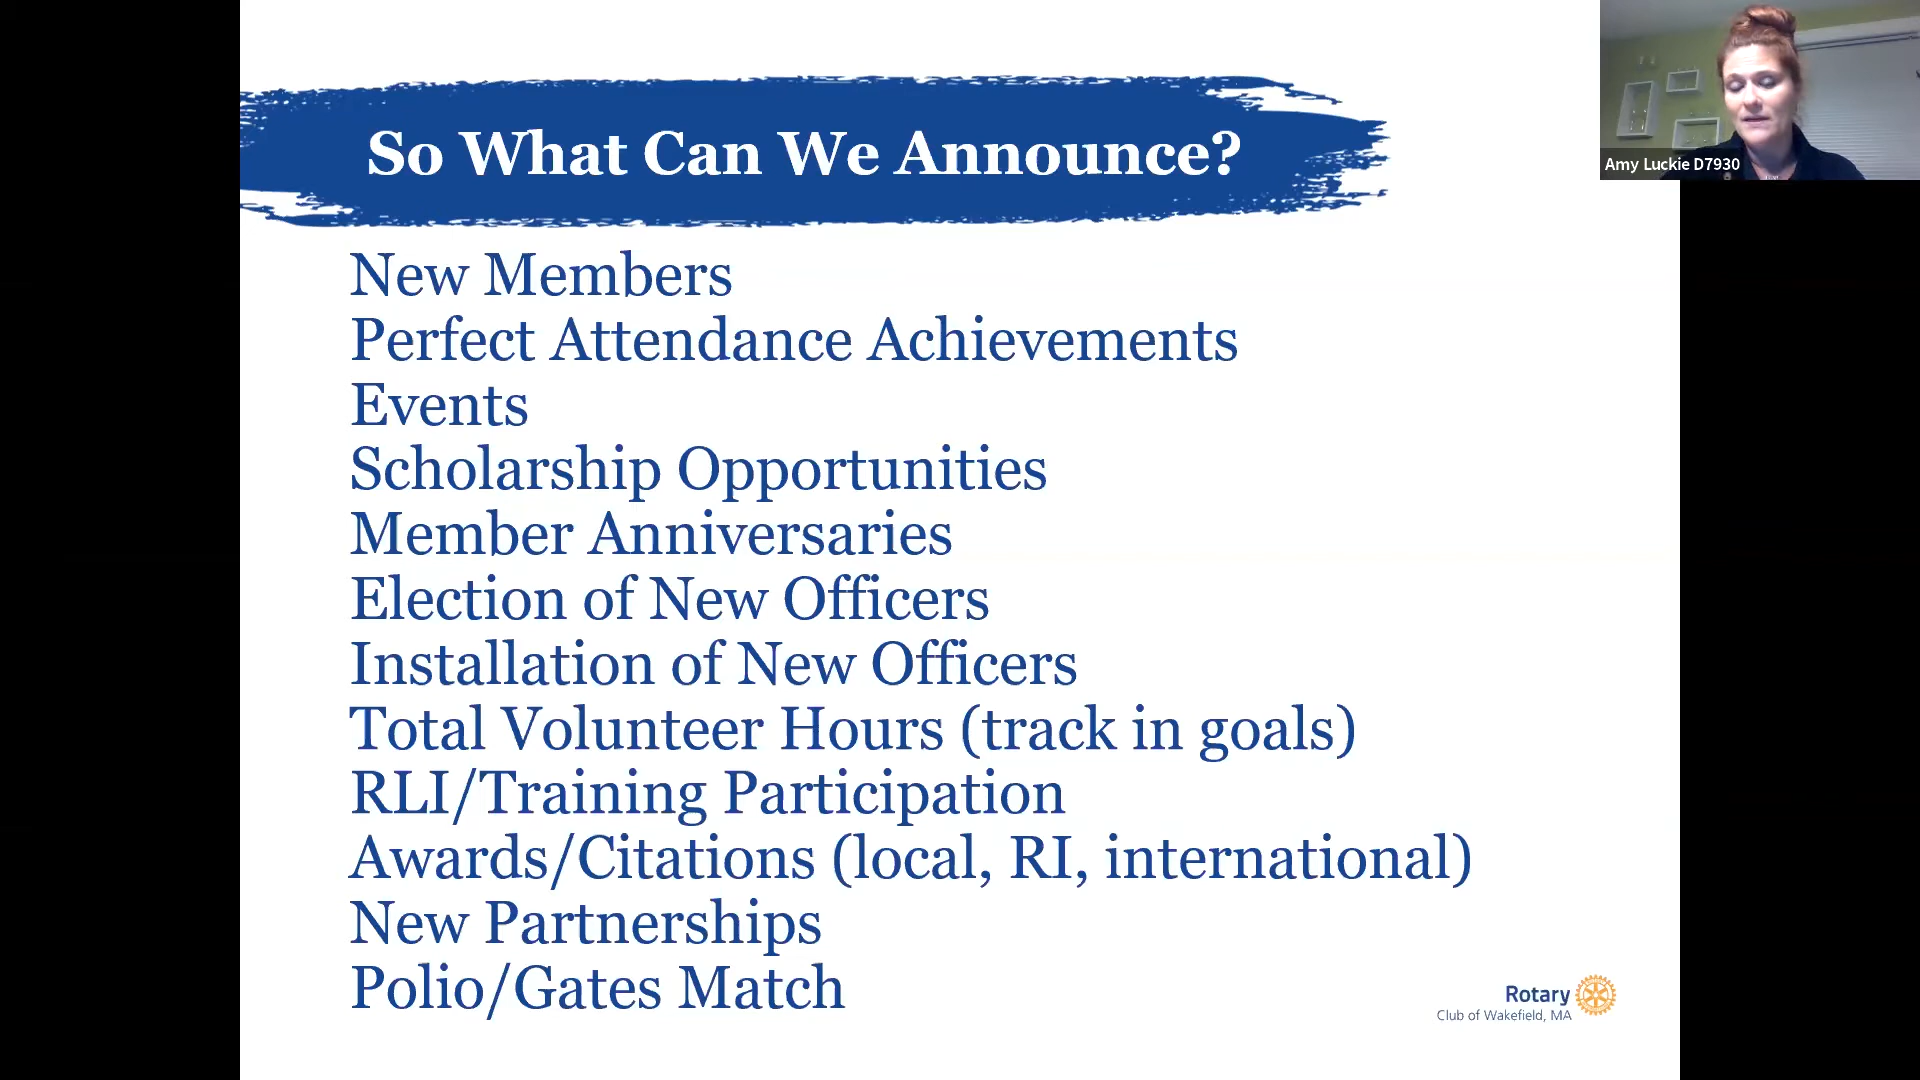 So What Can We Announce?
Amy Luckie D7930
New Members
Perfect Attendance Achievements
Events
Scholarship Opportunities
Member Anniversaries
Election of New Officers
Installation of New Officers
Total Volunteer Hours (track in goals)
RLI/Training Participation
Awards/Citations (local, RI, international)
New Partnerships
Polio/Gates Match
Rotary
Club of Wakefield, MA